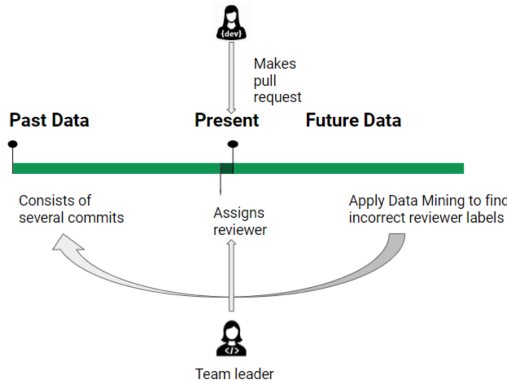 {dev}
Makes
pull
request
Past Data
Present
Future Data
Consists of
several commits
Assigns
reviewer
Apply Data Mining to find
incorrect reviewer labels
</>
Team leader